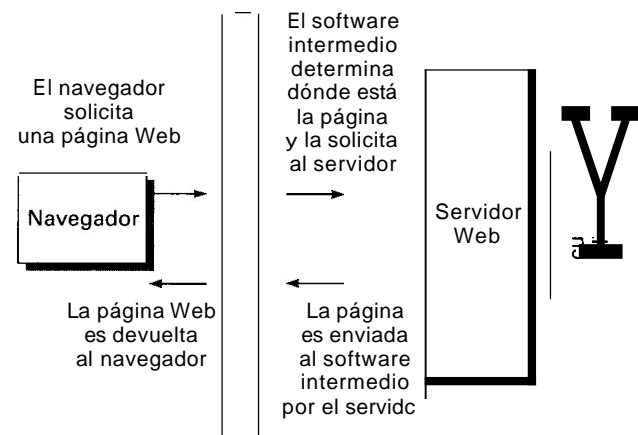 El navegador
solicita
una página Web
El software
intermedio
determina
dónde está
la página
y la solicita
al servidor
Navegador
Servidor
Web
La página Web
es devuelta
al navegador
La página
es enviada
al software
intermedio
por el servidc